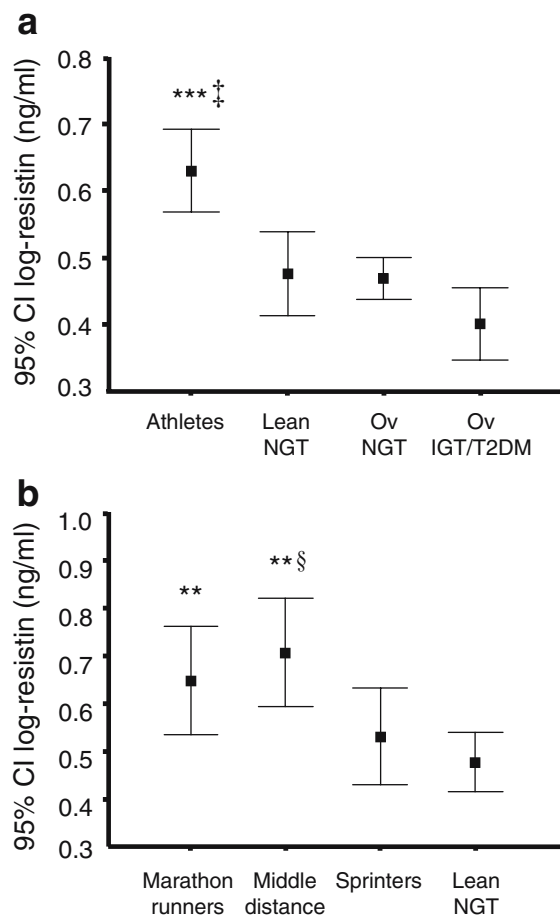 a
95% CI log-resistin (ng/ml)
0.8
0.7
0.6
0.5
0.4
0.3
***‡
Athletes
Lean
NGT
Ov
NGT
Ov
IGT/T2DM
b
95% CI log-resistin (ng/ml)
1.0
0.9
0.8
0.7
0.6
0.5
0.4
0.3
**
**§
Marathon
runners
Middle
distance
Sprinters
Lean
NGT